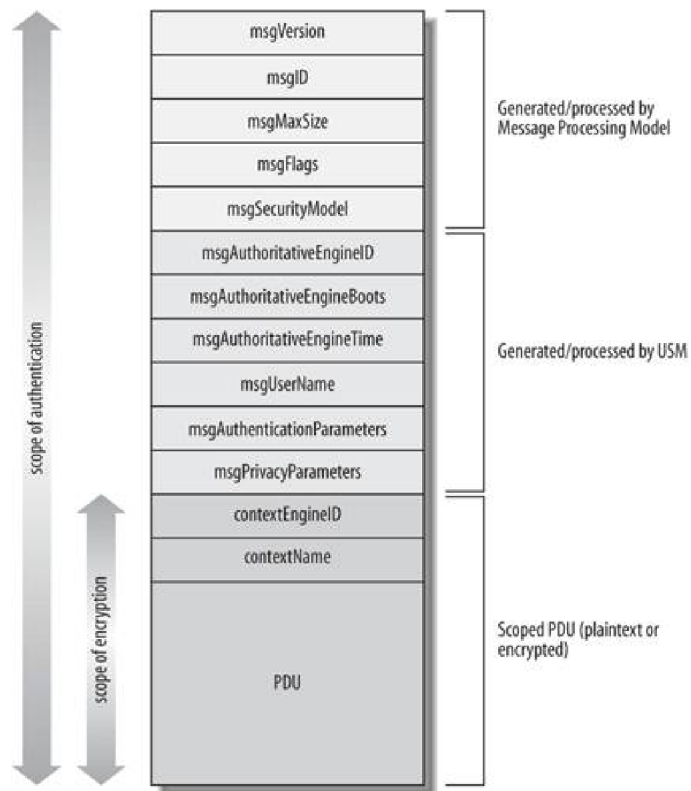 msgVersion
msgID
msgMaxSize
msgFlags
msgSecurityModel
Generated/processed by
Message Processing Model
msgAuthoritativeEngineID
msgAuthoritativeEngineBoots
msgAuthoritativeEngineTime
msgUserName
msgAuthenticationParameters
msgPrivacyParameters
Generated/processed by USM
contextEngineID
contextName
PDU
Scoped PDU (plaintext or
encrypted)
scope of authentication
scope of encryption